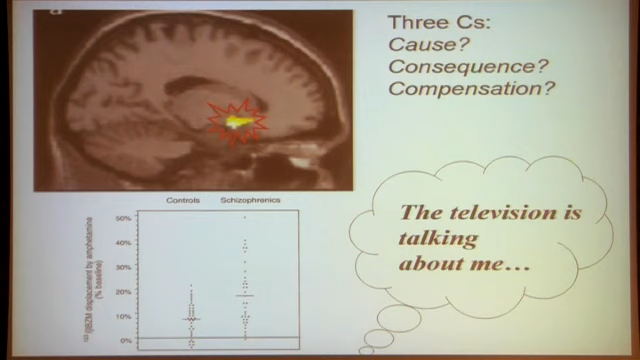 a
Three Cs:
Cause?
Consequence?
Compensation?
Controls
Schizophrenics
50%
40%
30%
20%
10%
0%
¹²³ I]IBZM displacement by amphetamine
(% baseline)
The television is
talking
about me...